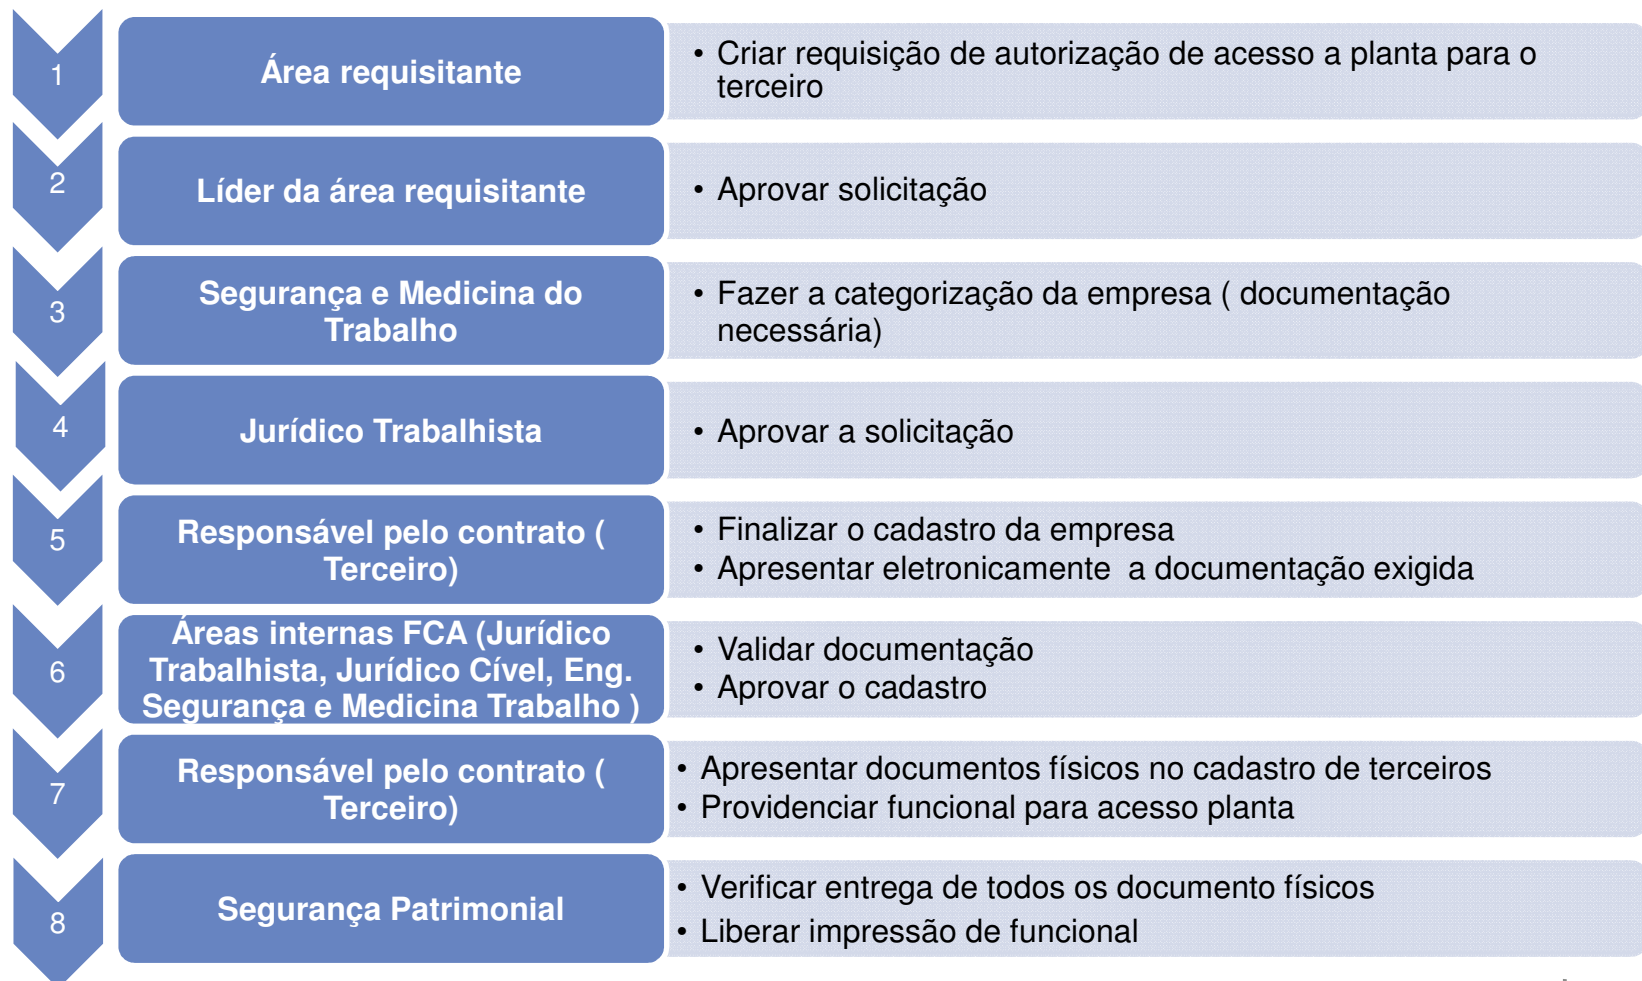 1
Área requisitante
• Criar requisição de autorização de acesso a planta para o
terceiro
2
Líder da área requisitante
• Aprovar solicitação
3
Segurança e Medicina do
Trabalho
• Fazer a categorização da empresa ( documentação
necessária)
4
Jurídico Trabalhista
• Aprovar a solicitação
5
Responsável pelo contrato (
Terceiro)
• Finalizar o cadastro da empresa
• Apresentar eletronicamente a documentação exigida
6
Áreas internas FCA (Jurídico
Trabalhista, Jurídico Cível, Eng.
Segurança e Medicina Trabalho )
• Validar documentação
• Aprovar o cadastro
7
Responsável pelo contrato (
Terceiro)
• Apresentar documentos físicos no cadastro de terceiros
• Providenciar funcional para acesso planta
8
Segurança Patrimonial
• Verificar entrega de todos os documento físicos
• Liberar impressão de funcional